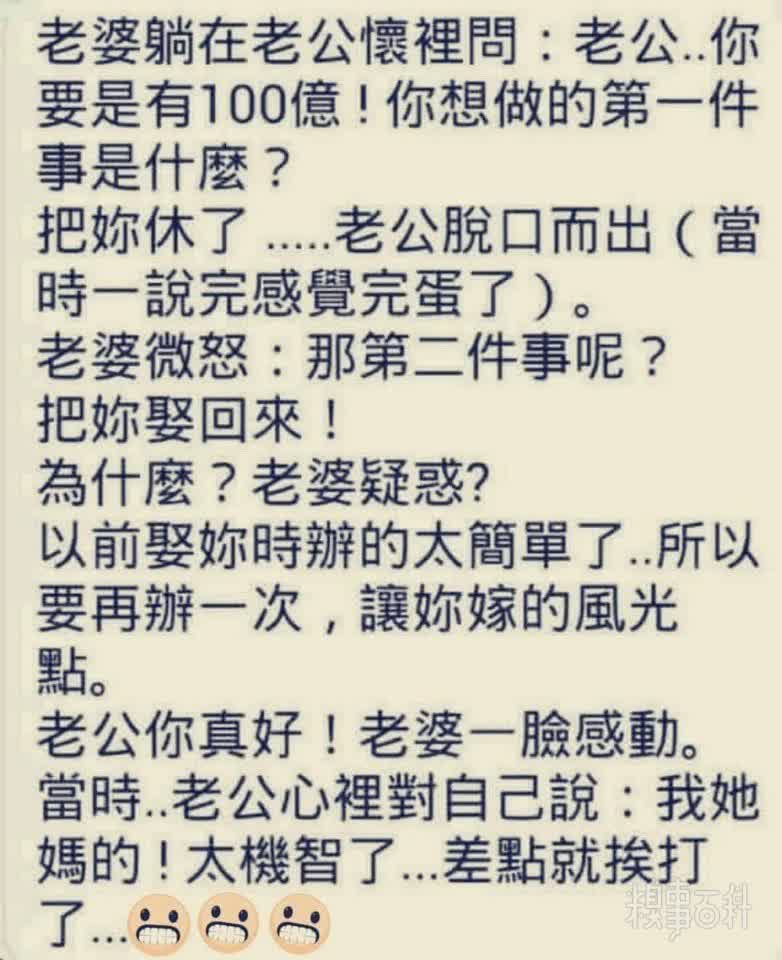 老婆躺在老公懷裡問：老公..你
要是有100億！你想做的第一件
事是什麼？
把妳休了 .....老公脫口而出（當
時一說完感覺完蛋了）。
老婆微怒：那第二件事呢？
把妳娶回來！
為什麼？老婆疑惑?
以前娶妳時辦的太簡單了..所以
要再辦一次，讓妳嫁的風光
點。
老公你真好！老婆一臉感動。
當時..老公心裡對自己說：我她
媽的！太機智了...差點就挨打
了...😬😬😬
糗事百科